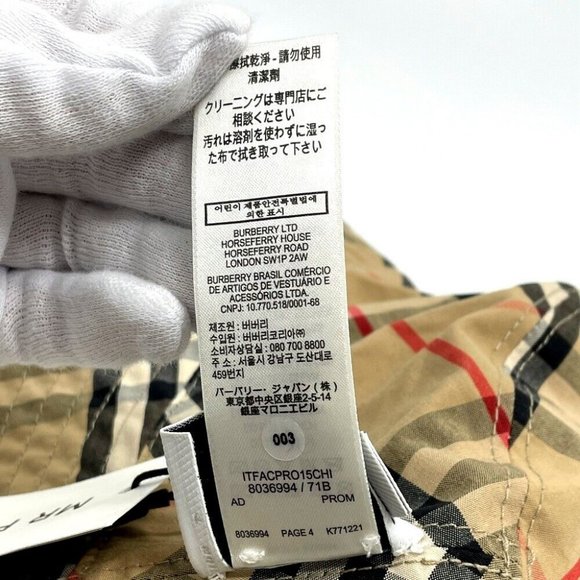 擦拭乾淨 - 請勿使用
清潔劑
クリーニングは専門店にご
相談ください
汚れは溶剤を使わずに湿っ
た布で拭き取って下さい
어린이 제품안전특별법에
의한 표시
BURBERRY LTD
HORSEFERRY HOUSE
HORSEFERRY ROAD
LONDON SW1P 2AW
BURBERRY BRASIL COMÉRCIO
DE ARTIGOS DE VESTUÁRIO E
ACESSÓRIOS LTDA.
CNPJ: 10.770.518/0001-68
제조원 : 버버리
수입원 : 버버리코리아㈜
소비자상담실 : 080 700 8800
주 소 : 서울시 강남구 도산대로
459번지
バーバリー・ジャパン(株)
東京都中央区銀座2-5-14
銀座マロニエビル
003
ITFACPRO15CHI
8036994 / 71B
AD PROM
8036994 PAGE 4 K771221
MR